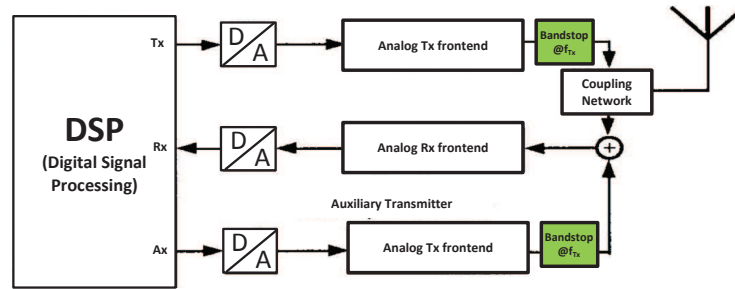 Tx
D
A
Analog Tx frontend
Bandstop
@fTx
Coupling
Network
DSP
(Digital Signal
Processing)
Rx
D
A
Analog Rx frontend
+
Auxiliary Transmitter
Ax
D
A
Analog Tx frontend
Bandstop
@fTx